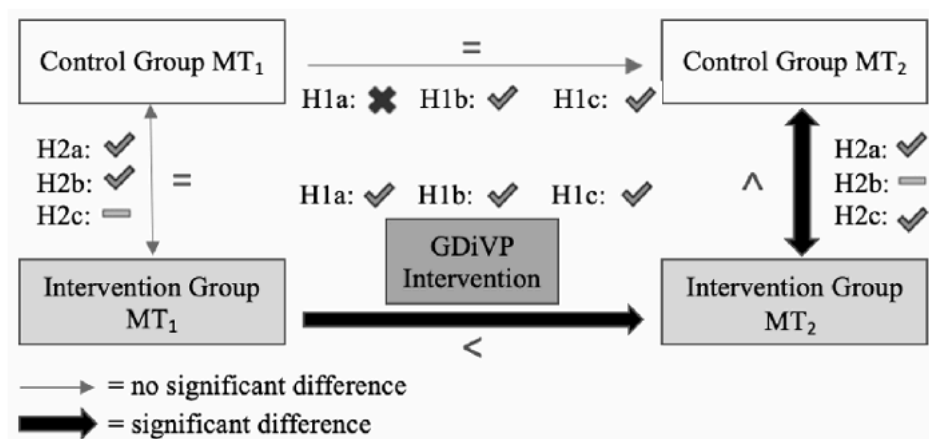 Control Group MT₁
=
Control Group MT₂
H1a: ✖ H1b: ✔ H1c: ✔
H2a: ✔
H2b: ✔
H2c: –
=
H1a: ✔ H1b: ✔ H1c: ✔
GDiVP
Intervention
^
H2a: ✔
H2b: –
H2c: ✔
Intervention Group
MT₁
<
Intervention Group
MT₂
= no significant difference
= significant difference